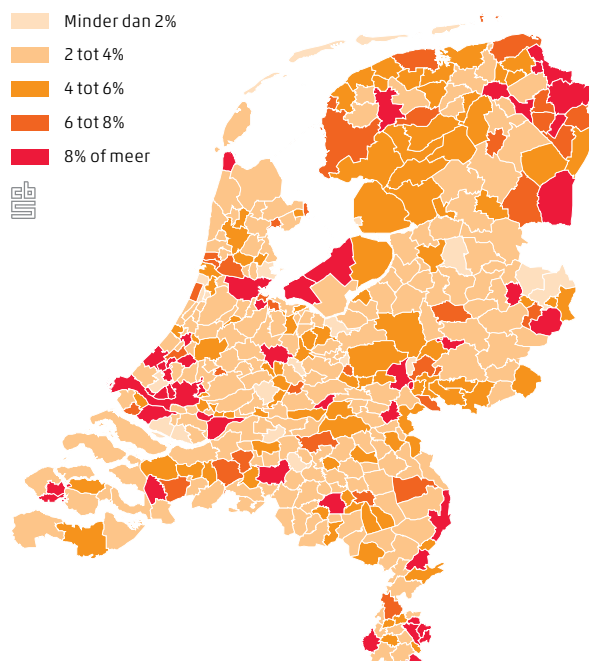 Minder dan 2%
2 tot 4%
4 tot 6%
6 tot 8%
8% of meer
cbs